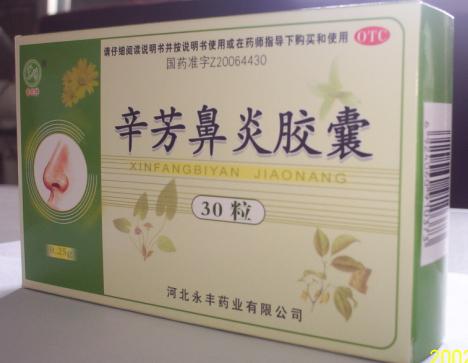 请仔细阅读说明书并按说明书使用或在药师指导下购买和使用 OTC
国药准字Z20064430
辛芳鼻炎胶囊
XINFANGBIYAN JIAONANG
30粒
0.25g
河北永丰药业有限公司